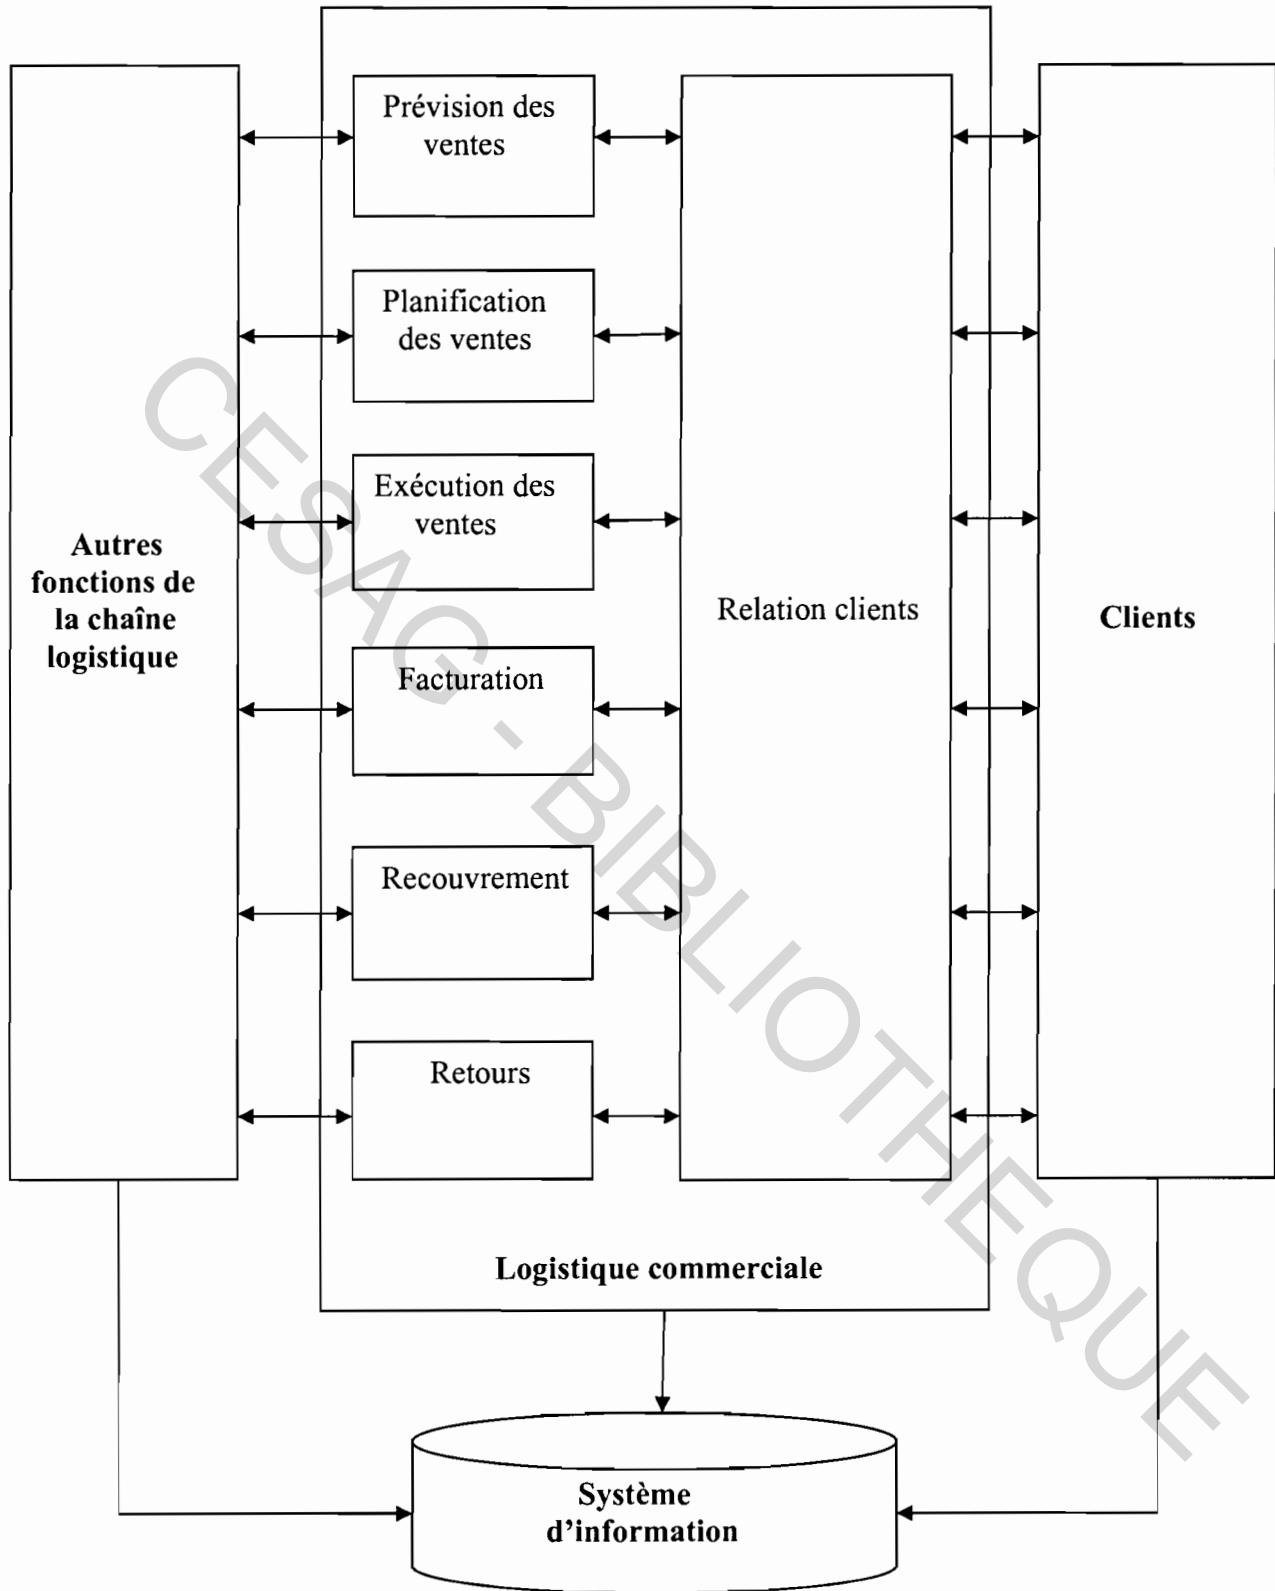 Prévision des
ventes
Planification
des ventes
Exécution des
ventes
Autres
fonctions de
la chaîne
logistique
Relation clients
Clients
Facturation
Recouvrement
Retours
Logistique commerciale
Système
d'information
CESAG - BIBLIOTHEQUE